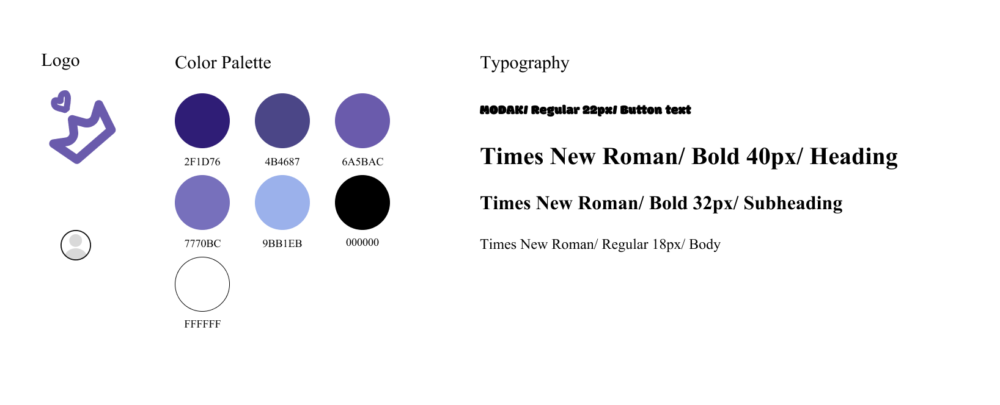 Logo
Color Palette
Typography
MODAK/ Regular 22px/ Button text
Times New Roman/ Bold 40px/ Heading
2F1D76
4B4687
6A5BAC
Times New Roman/ Bold 32px/ Subheading
7770BC
9BB1EB
000000
Times New Roman/ Regular 18px/ Body
FFFFFF